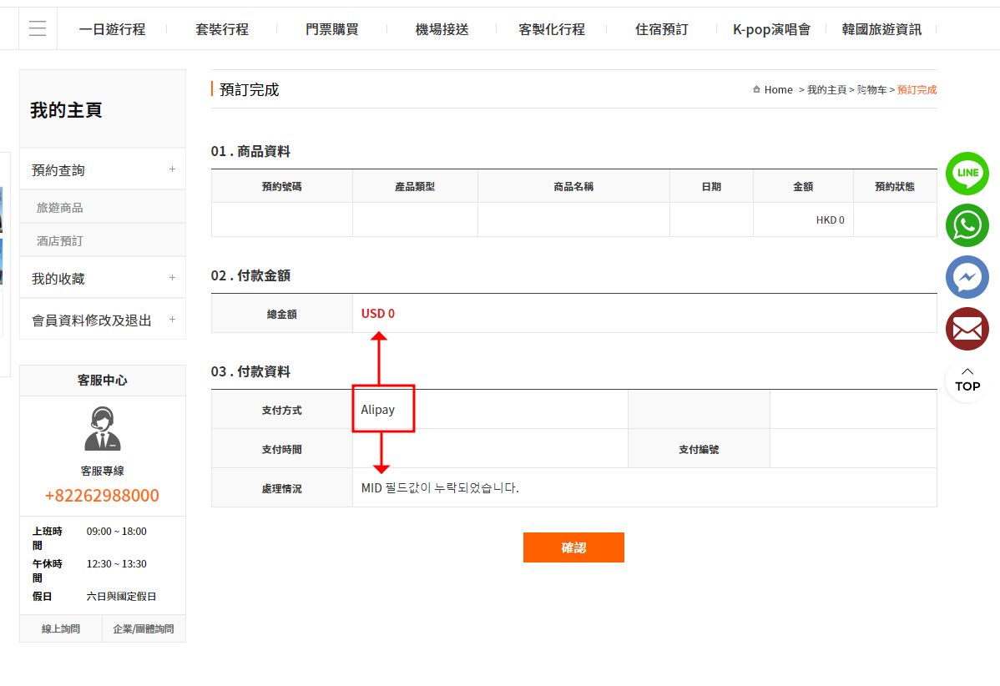 一日遊行程 套裝行程 門票購買 機場接送 客製化行程 住宿預訂 K-pop演唱會 韓國旅遊資訊
我的主頁
預約查詢 +
旅遊商品
酒店預訂
我的收藏 +
會員資料修改及退出 +
客服中心
客服專線
+82262988000
上班時間 09:00 ~ 18:00
午休時間 12:30 ~ 13:30
假日 六日與國定假日
線上詢問 企業/團體詢問
預訂完成
Home > 我的主頁 > 购物车 > 預訂完成
01 . 商品資料
預約號碼 產品類型 商品名稱 日期 金額 預約狀態
HKD 0
02 . 付款金額
總金額 USD 0
03 . 付款資料
支付方式 Alipay
支付時間 支付編號
處理情況 MID 필드값이 누락되었습니다.
確認
LINE
TOP